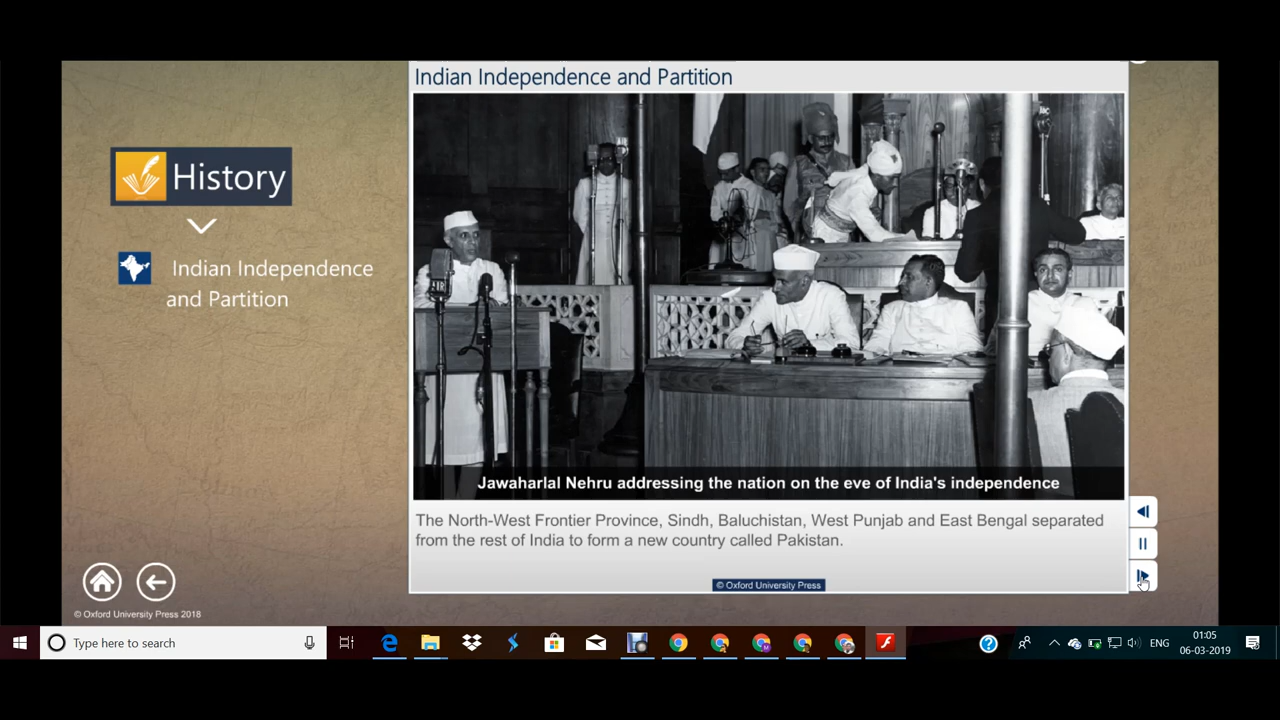 Indian Independence and Partition
History
Indian Independence
and Partition
AIR
Jawaharlal Nehru addressing the nation on the eve of India's independence
The North-West Frontier Province, Sindh, Baluchistan, West Punjab and East Bengal separated
from the rest of India to form a new country called Pakistan.
© Oxford University Press
© Oxford University Press 2018
Type here to search
ENG
01:05
06-03-2019